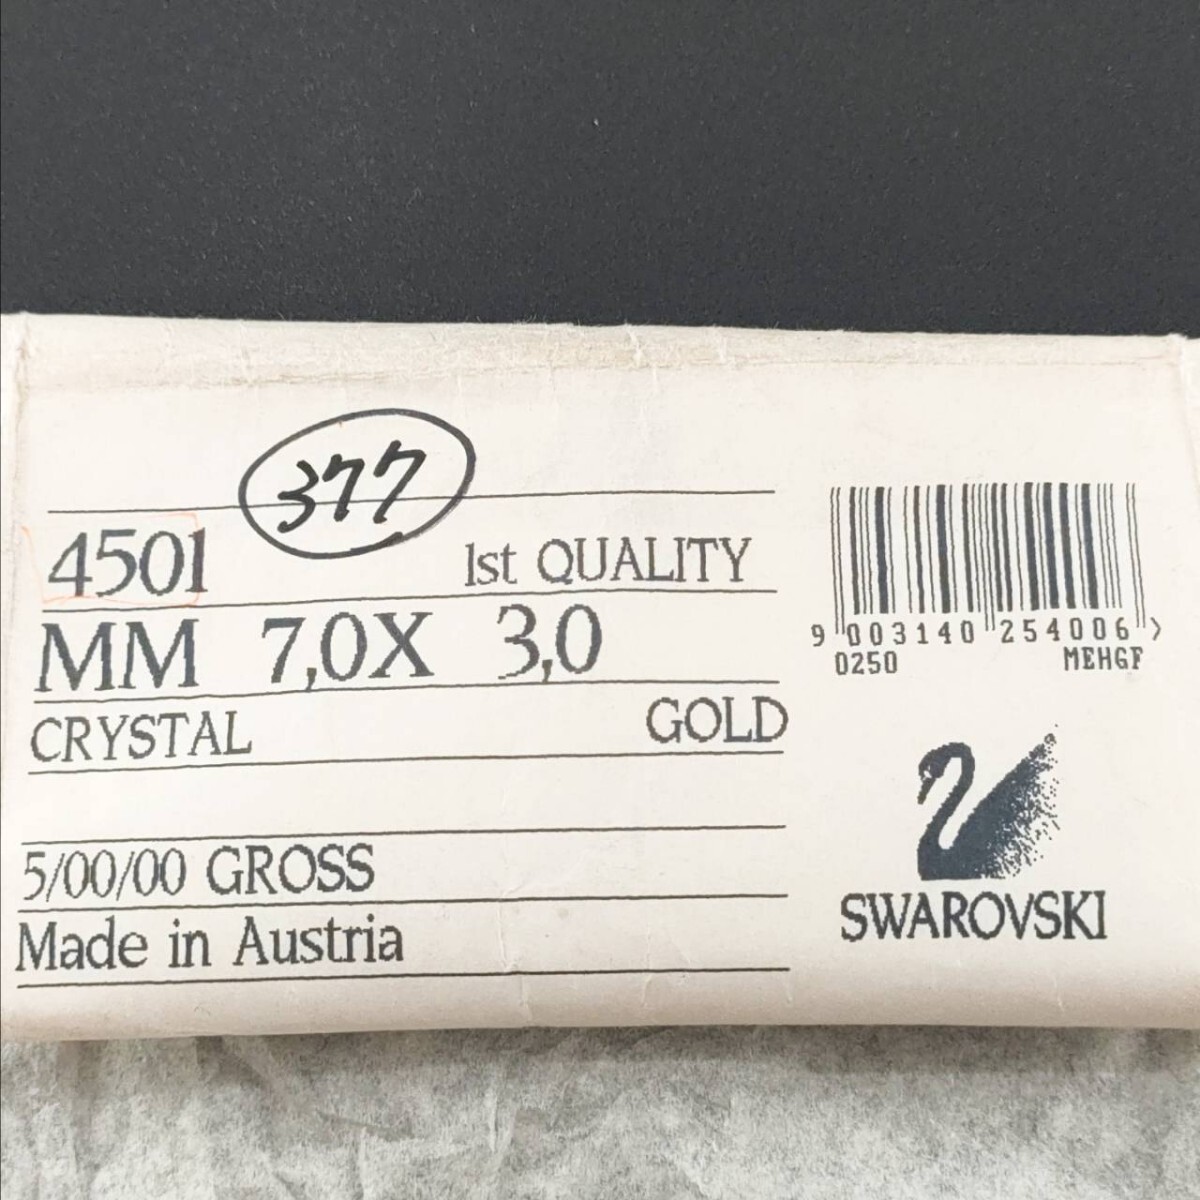 377
4501 1st QUALITY
MM 7,0X 3,0
CRYSTAL GOLD
5/00/00 GROSS
Made in Austria
9 003140 254006 >
0250 MEHGF
SWAROVSKI